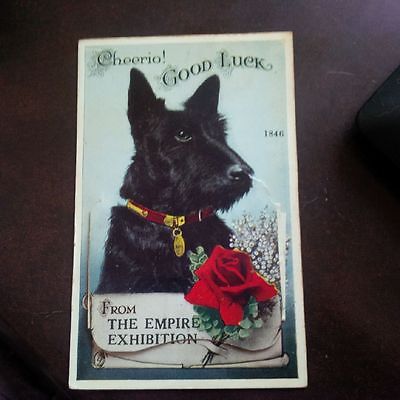 Cheerio!
GOOD LUCK
1846
FROM
THE EMPIRE
EXHIBITION